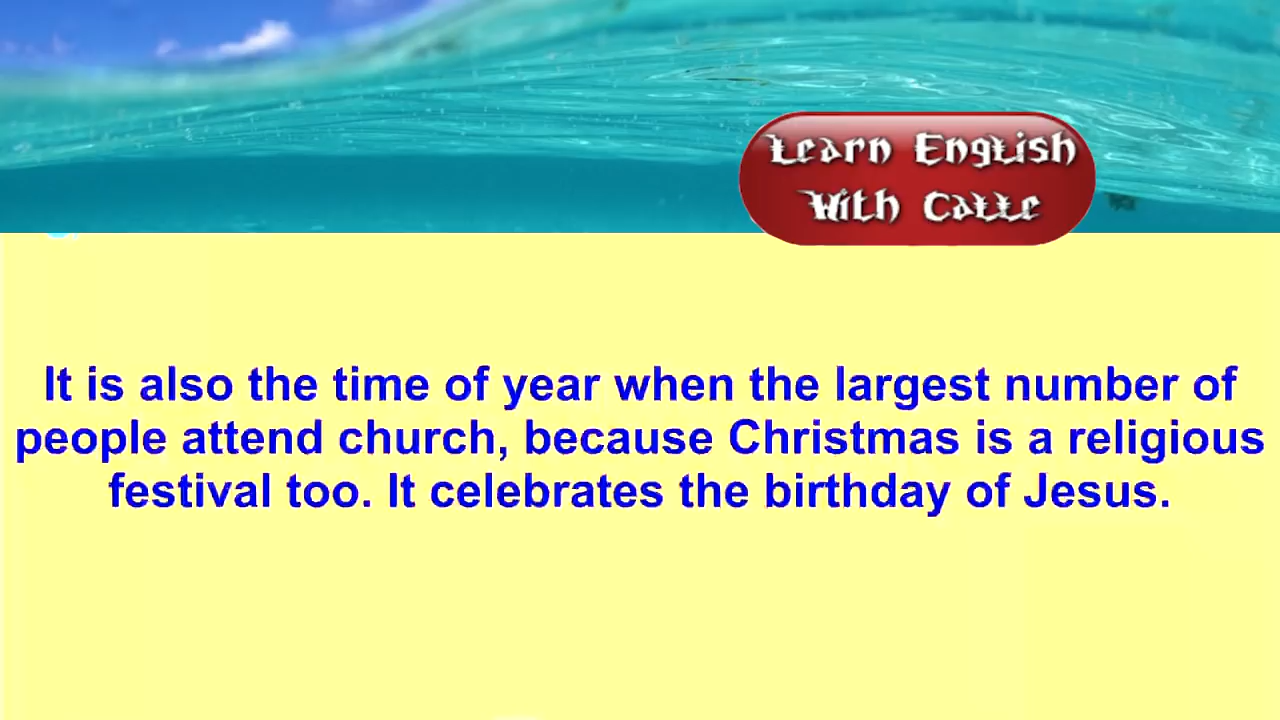 Learn English
With Calle
It is also the time of year when the largest number of
people attend church, because Christmas is a religious
festival too. It celebrates the birthday of Jesus.